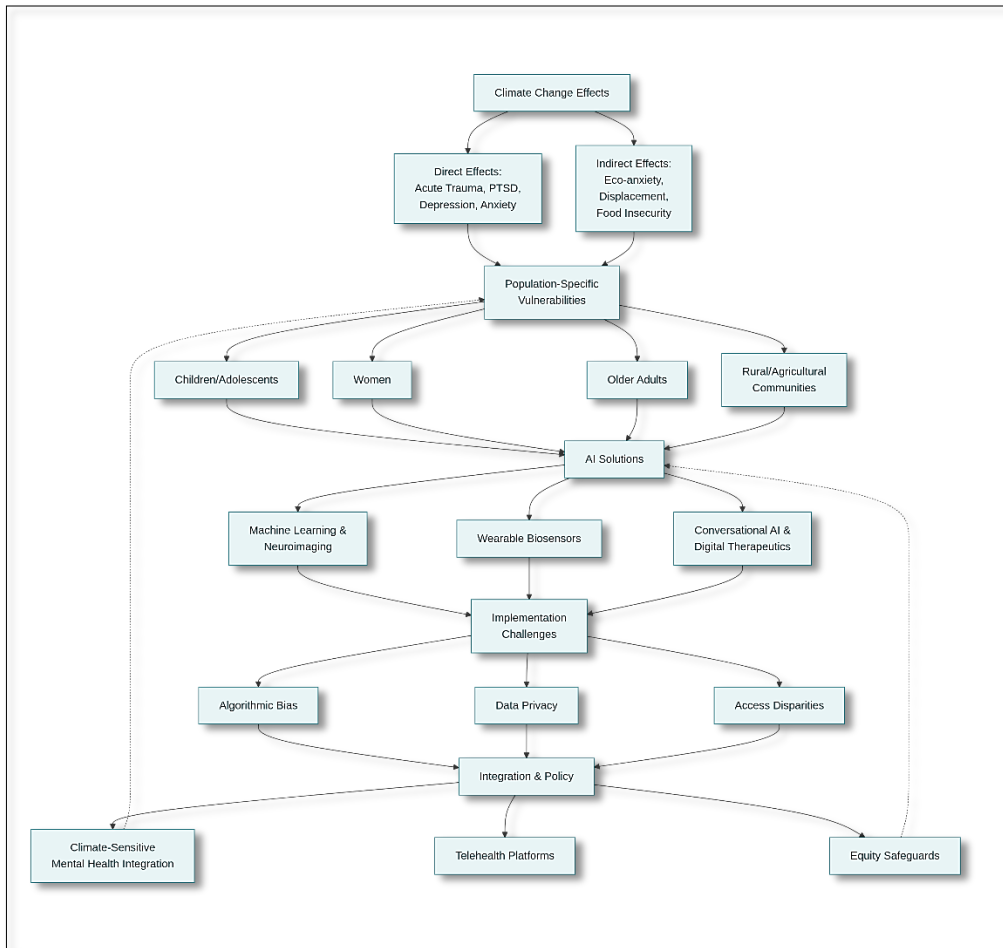 Climate Change Effects
Direct Effects:
Acute Trauma, PTSD,
Depression, Anxiety
Indirect Effects:
Eco-anxiety,
Displacement,
Food Insecurity
Population-Specific
Vulnerabilities
Children/Adolescents
Women
Older Adults
Rural/Agricultural
Communities
AI Solutions
Machine Learning &
Neuroimaging
Wearable Biosensors
Conversational AI &
Digital Therapeutics
Implementation
Challenges
Algorithmic Bias
Data Privacy
Access Disparities
Integration & Policy
Climate-Sensitive
Mental Health Integration
Telehealth Platforms
Equity Safeguards